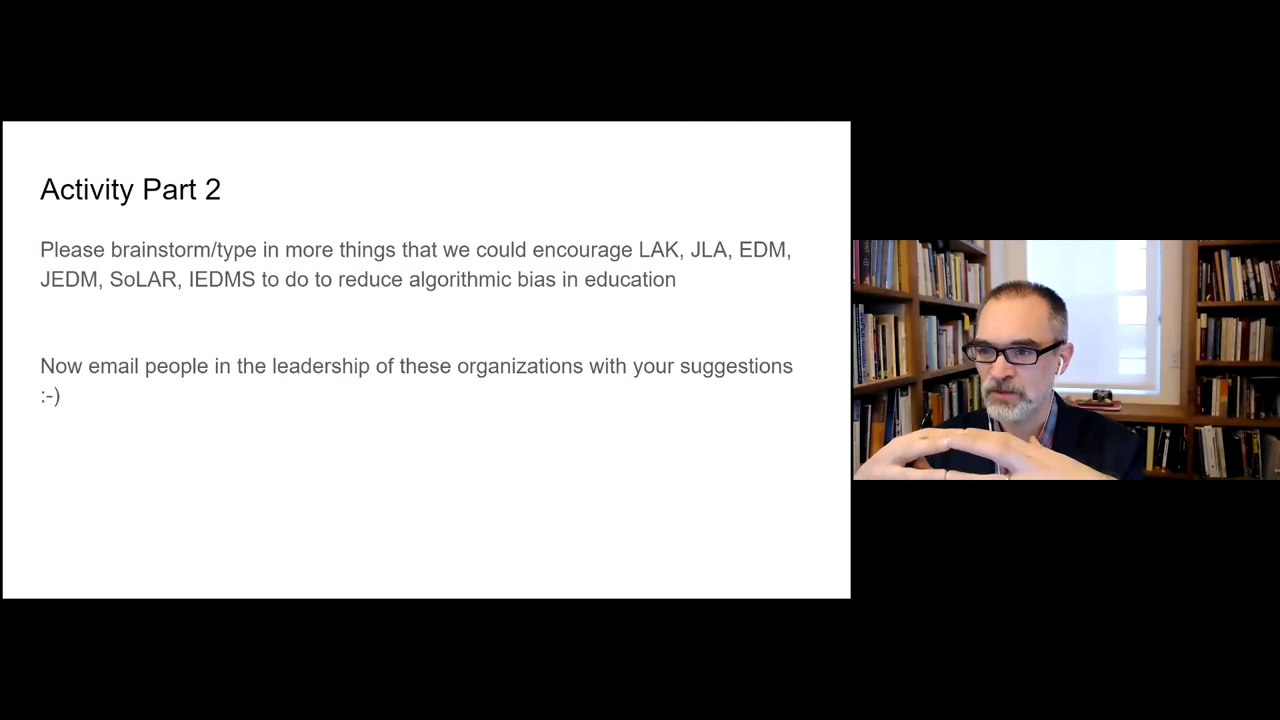 Activity Part 2
Please brainstorm/type in more things that we could encourage LAK, JLA, EDM,
JEDM, SoLAR, IEDMS to do to reduce algorithmic bias in education
Now email people in the leadership of these organizations with your suggestions
:-)